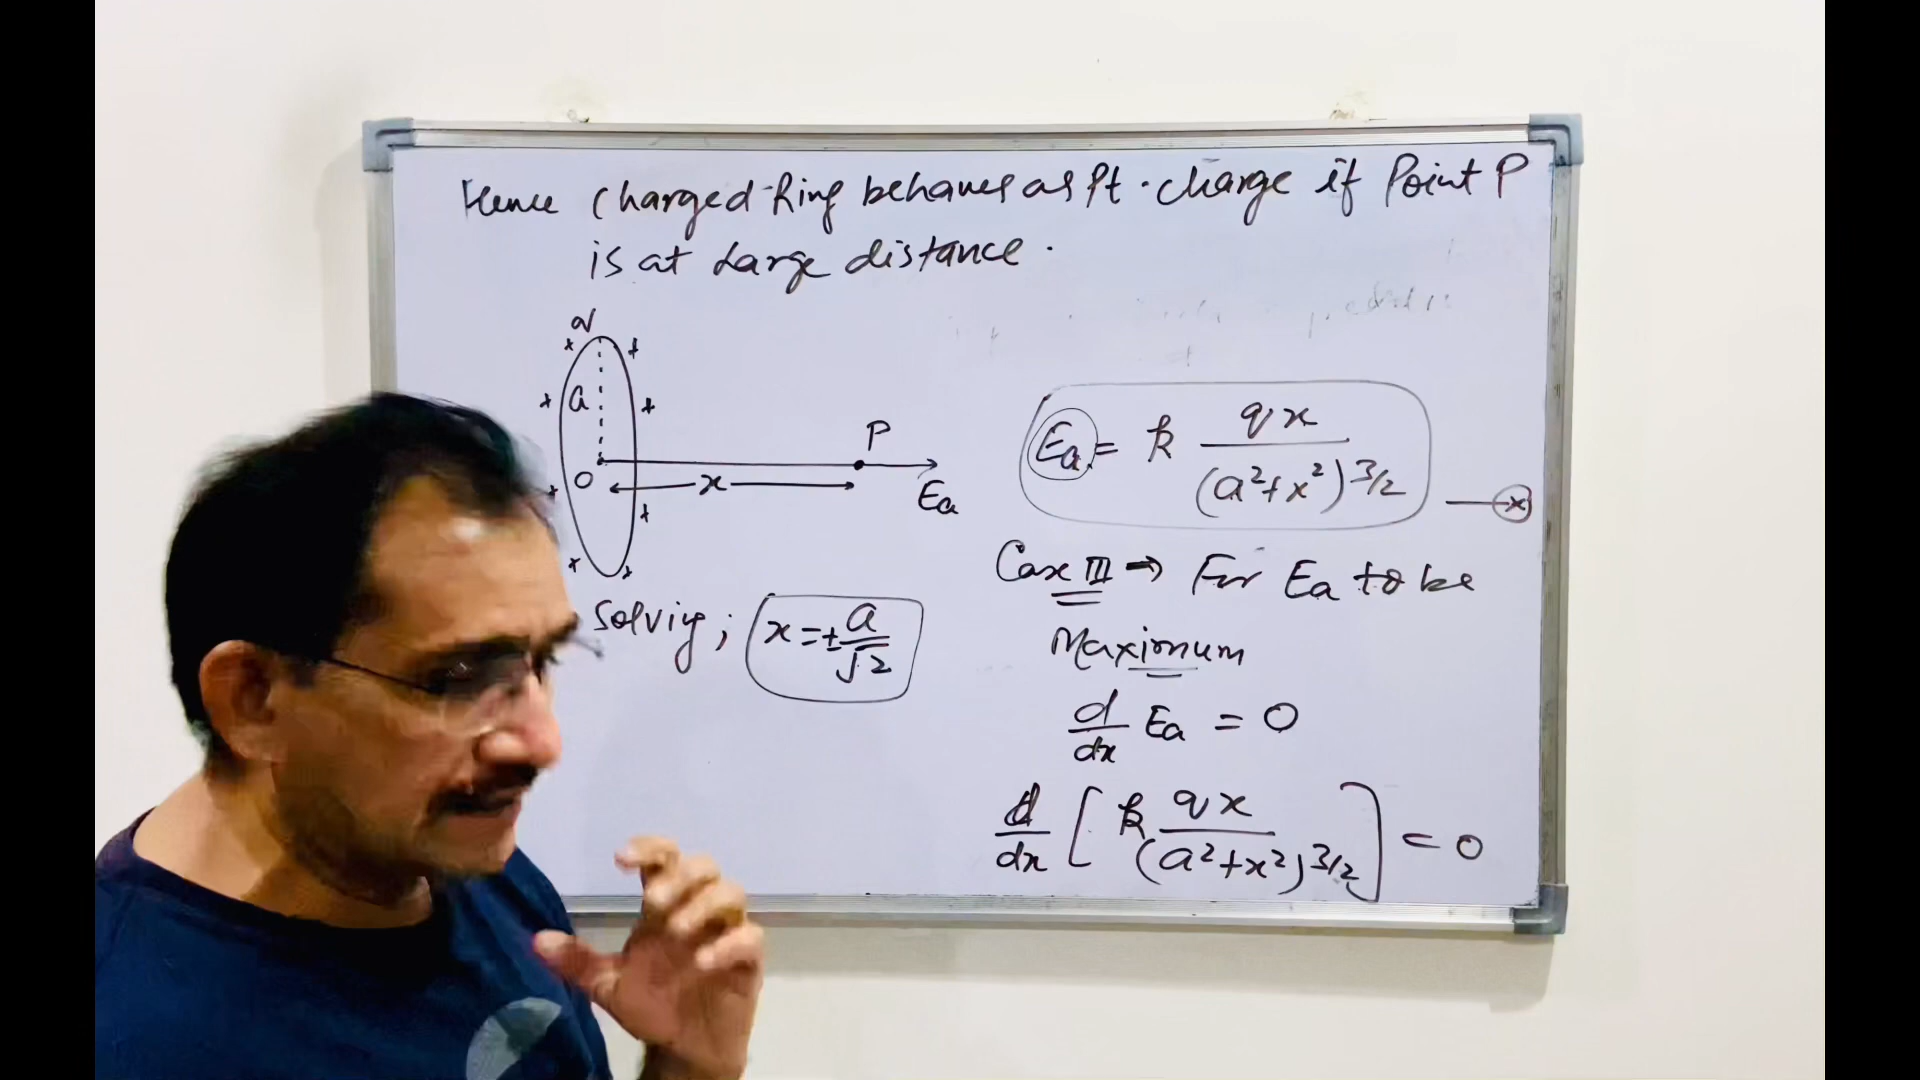 Hence Charged Ring behaves as Pt. charge if Point P
is at Large distance.
q
a
O
x
P
Ea
Ea = k qx / (a²+x²)^3/2 — x
Case III → For Ea to be
Maximum
d/dx Ea = 0
d/dx [ k qx / (a²+x²)^3/2 ] = 0
Solving; x = ± a/√2